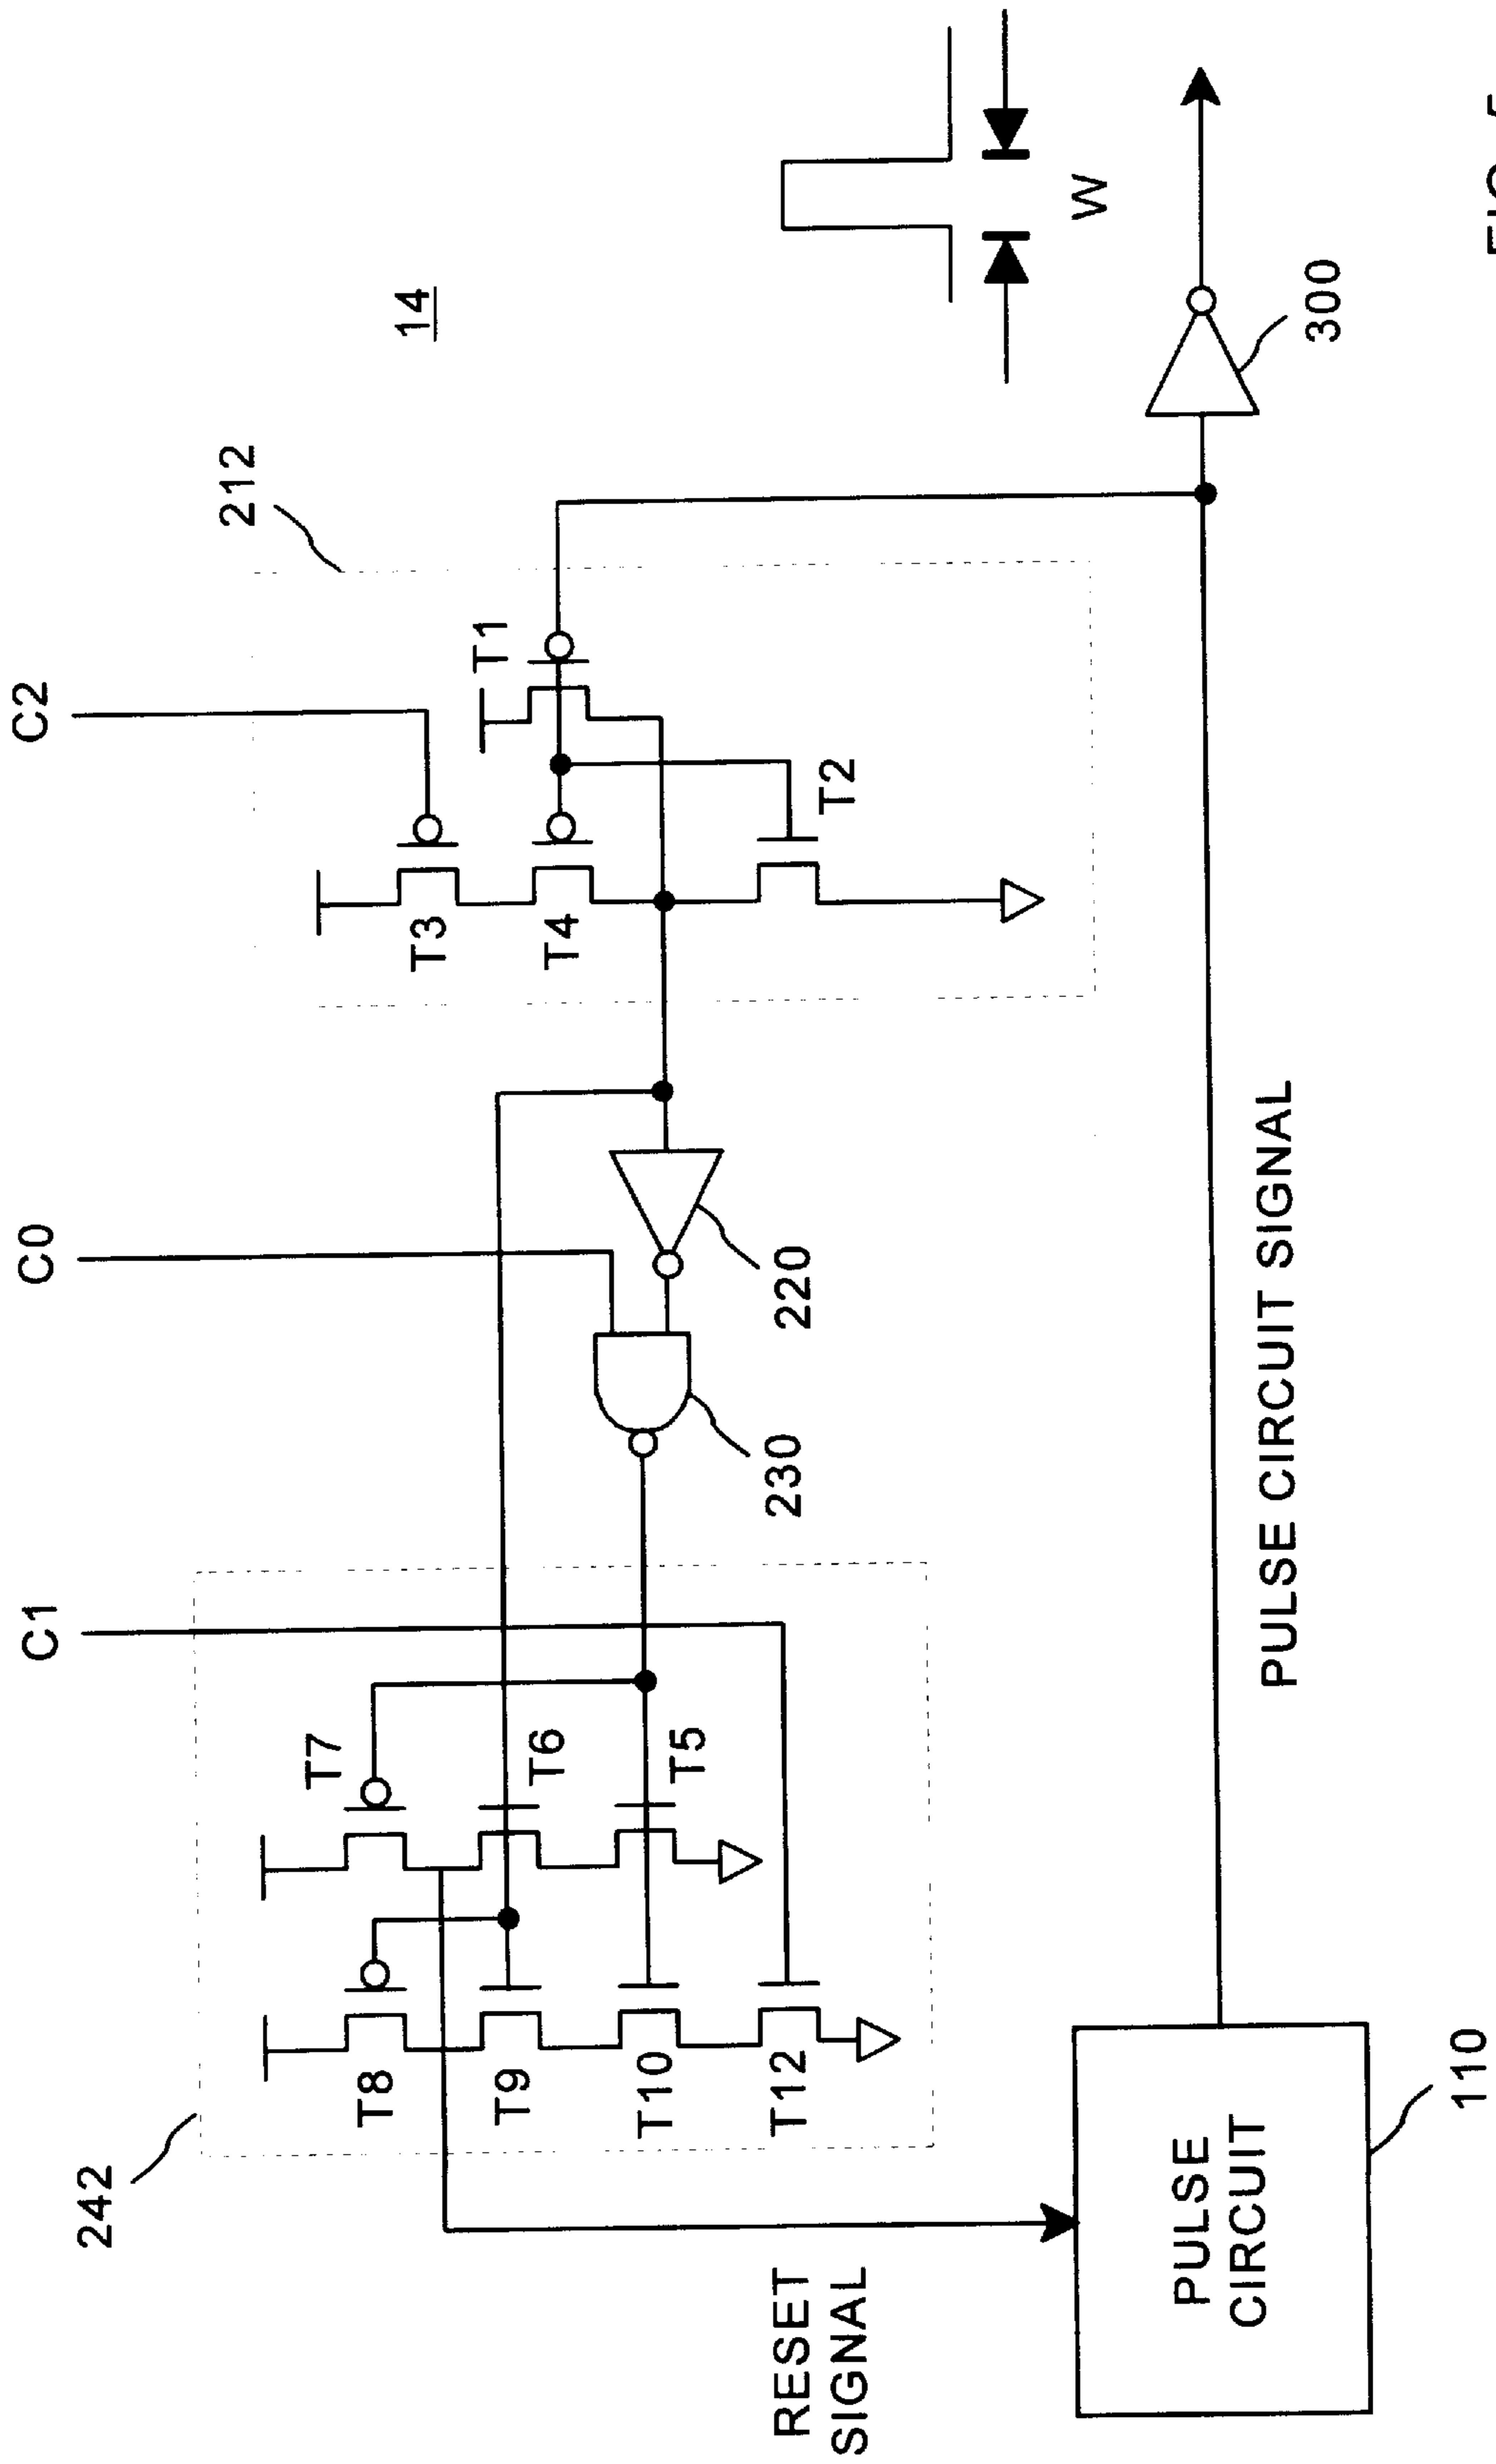 C2
C0
C1
212
14
T1
T3
T4
T2
W
300
220
230
T7
T6
T5
T8
T9
T10
T12
242
PULSE CIRCUIT SIGNAL
RESET
SIGNAL
PULSE
CIRCUIT
110